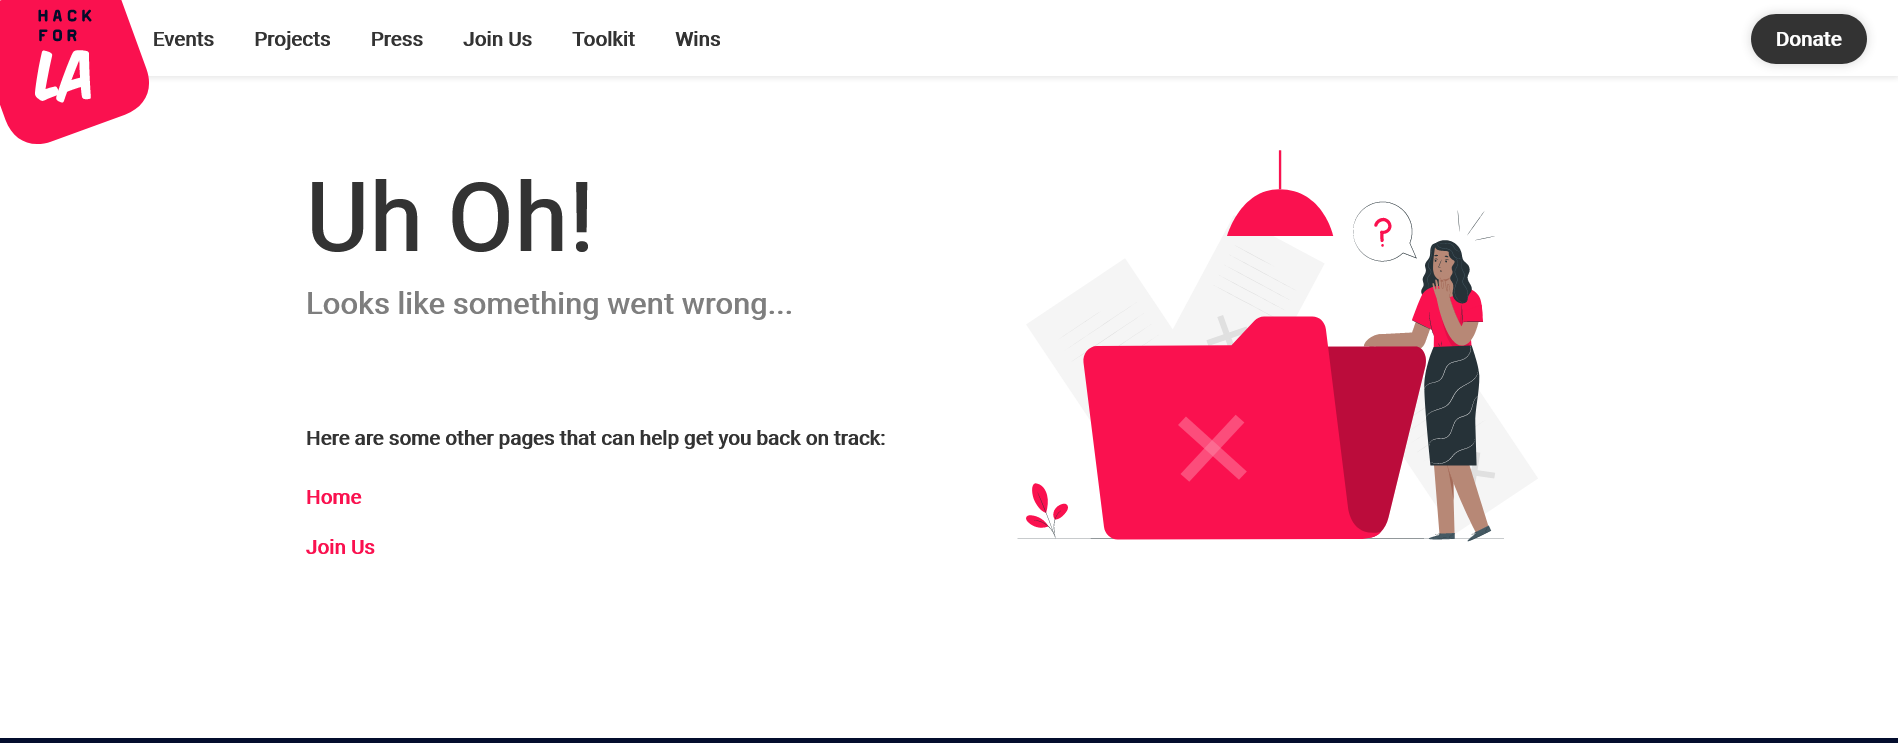 HACK
FOR
LA
Events Projects Press Join Us Toolkit Wins Donate
Uh Oh!
Looks like something went wrong...
?
Here are some other pages that can help get you back on track:
Home
Join Us